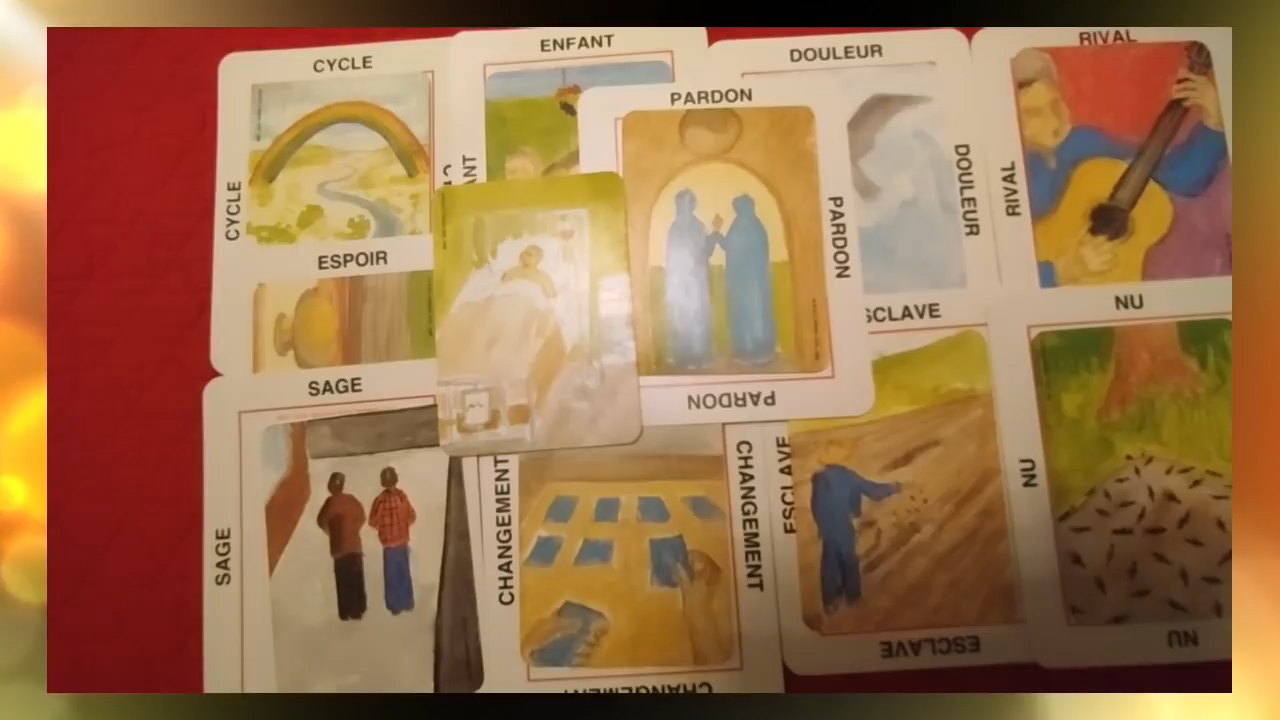 CYCLE
CYCLE
ENFANT
DOULEUR
DOULEUR
RIVAL
RIVAL
PARDON
PARDON
PARDON
ESPOIR
SCLAVE
NU
NU
NU
SAGE
SAGE
CHANGEMENT
CHANGEMENT
CHANGEMENT
ESCLAVE
ESCLAVE